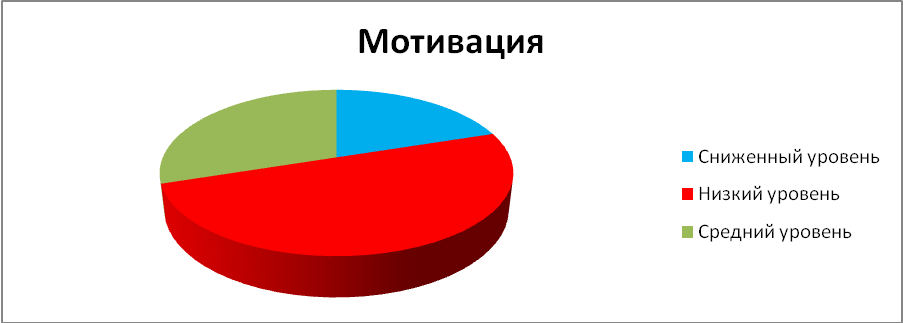 Мотивация
Сниженный уровень
Низкий уровень
Средний уровень